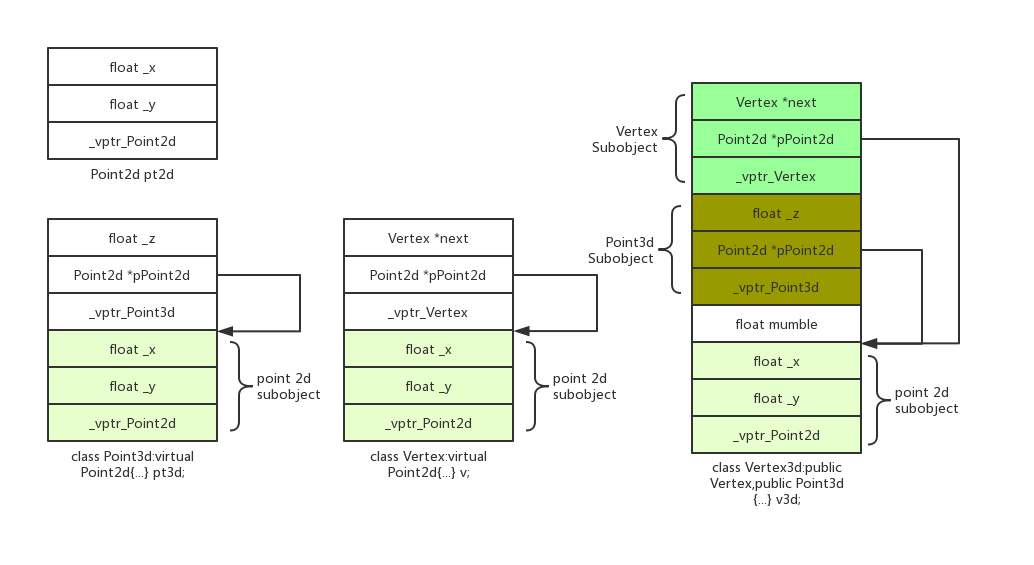 float _x
float _y
_vptr_Point2d
Point2d pt2d
float _z
Point2d *pPoint2d
_vptr_Point3d
float _x
float _y
_vptr_Point2d
point 2d
subobject
class Point3d:virtual
Point2d{...} pt3d;
Vertex *next
Point2d *pPoint2d
_vptr_Vertex
float _x
float _y
_vptr_Point2d
point 2d
subobject
class Vertex:virtual
Point2d{...} v;
Vertex
Subobject
Vertex *next
Point2d *pPoint2d
_vptr_Vertex
Point3d
Subobject
float _z
Point2d *pPoint2d
_vptr_Point3d
float mumble
float _x
float _y
_vptr_Point2d
point 2d
subobject
class Vertex3d:public
Vertex,public Point3d
{...} v3d;